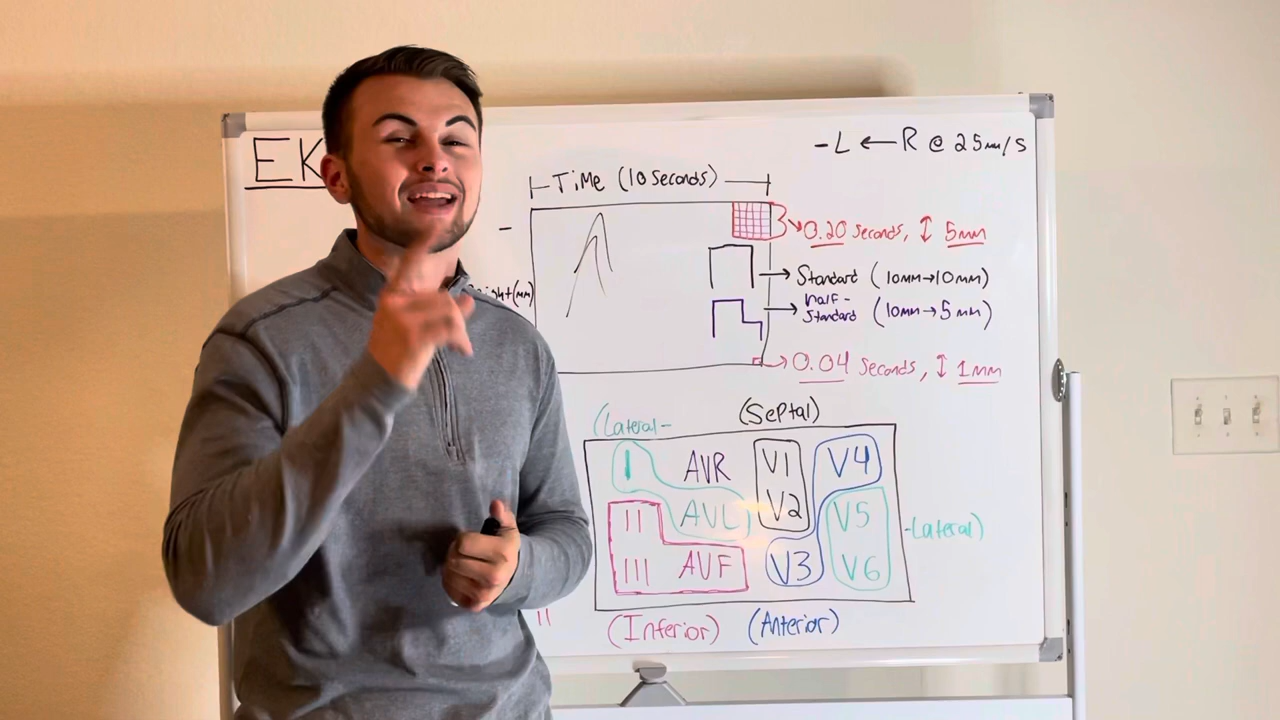 EK
-L ← R @ 25mm/s
Time (10 Seconds)
0.20 Seconds, ↕ 5mm
Standard (10mm→10mm)
Half-
Standard (10mm→5mm)
0.04 Seconds, ↕ 1mm
(Lateral-
(Septal)
I AVR V1 V4
AVL V2 V5
II
III AVF V3 V6
-Lateral)
II
(Inferior) (Anterior)